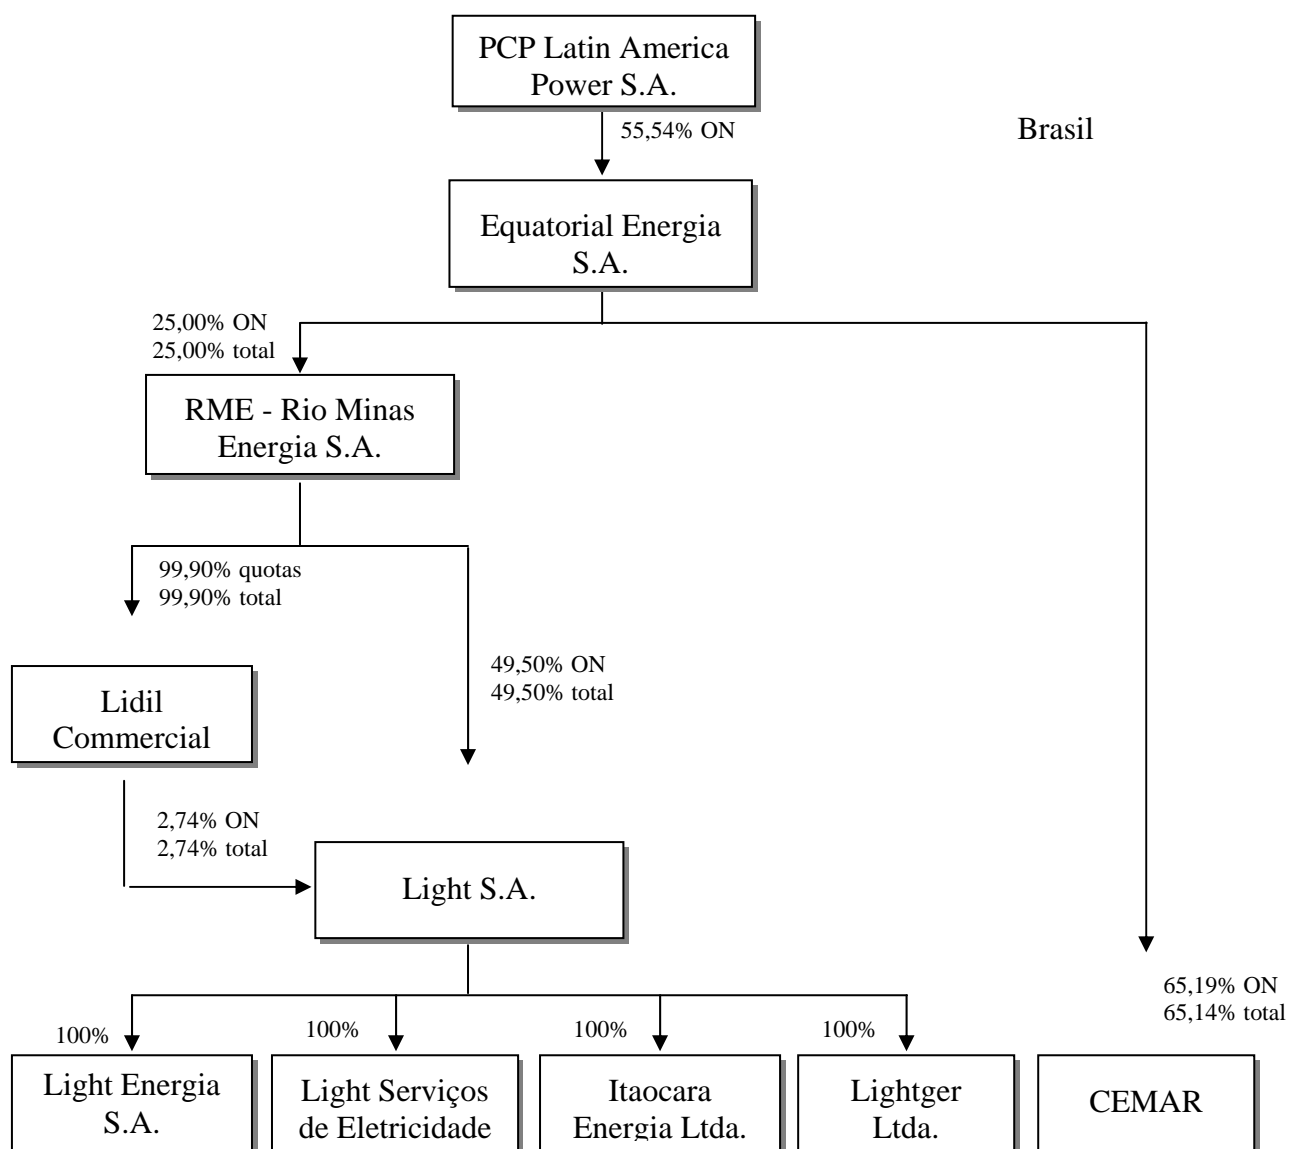 PCP Latin America
Power S.A.
55,54% ON
Brasil
Equatorial Energia
S.A.
25,00% ON
25,00% total
RME - Rio Minas
Energia S.A.
99,90% quotas
99,90% total
49,50% ON
49,50% total
Lidil
Commercial
2,74% ON
2,74% total
Light S.A.
65,19% ON
65,14% total
100%
100%
100%
100%
Light Energia
S.A.
Light Serviços
de Eletricidade
Itaocara
Energia Ltda.
Lightger
Ltda.
CEMAR